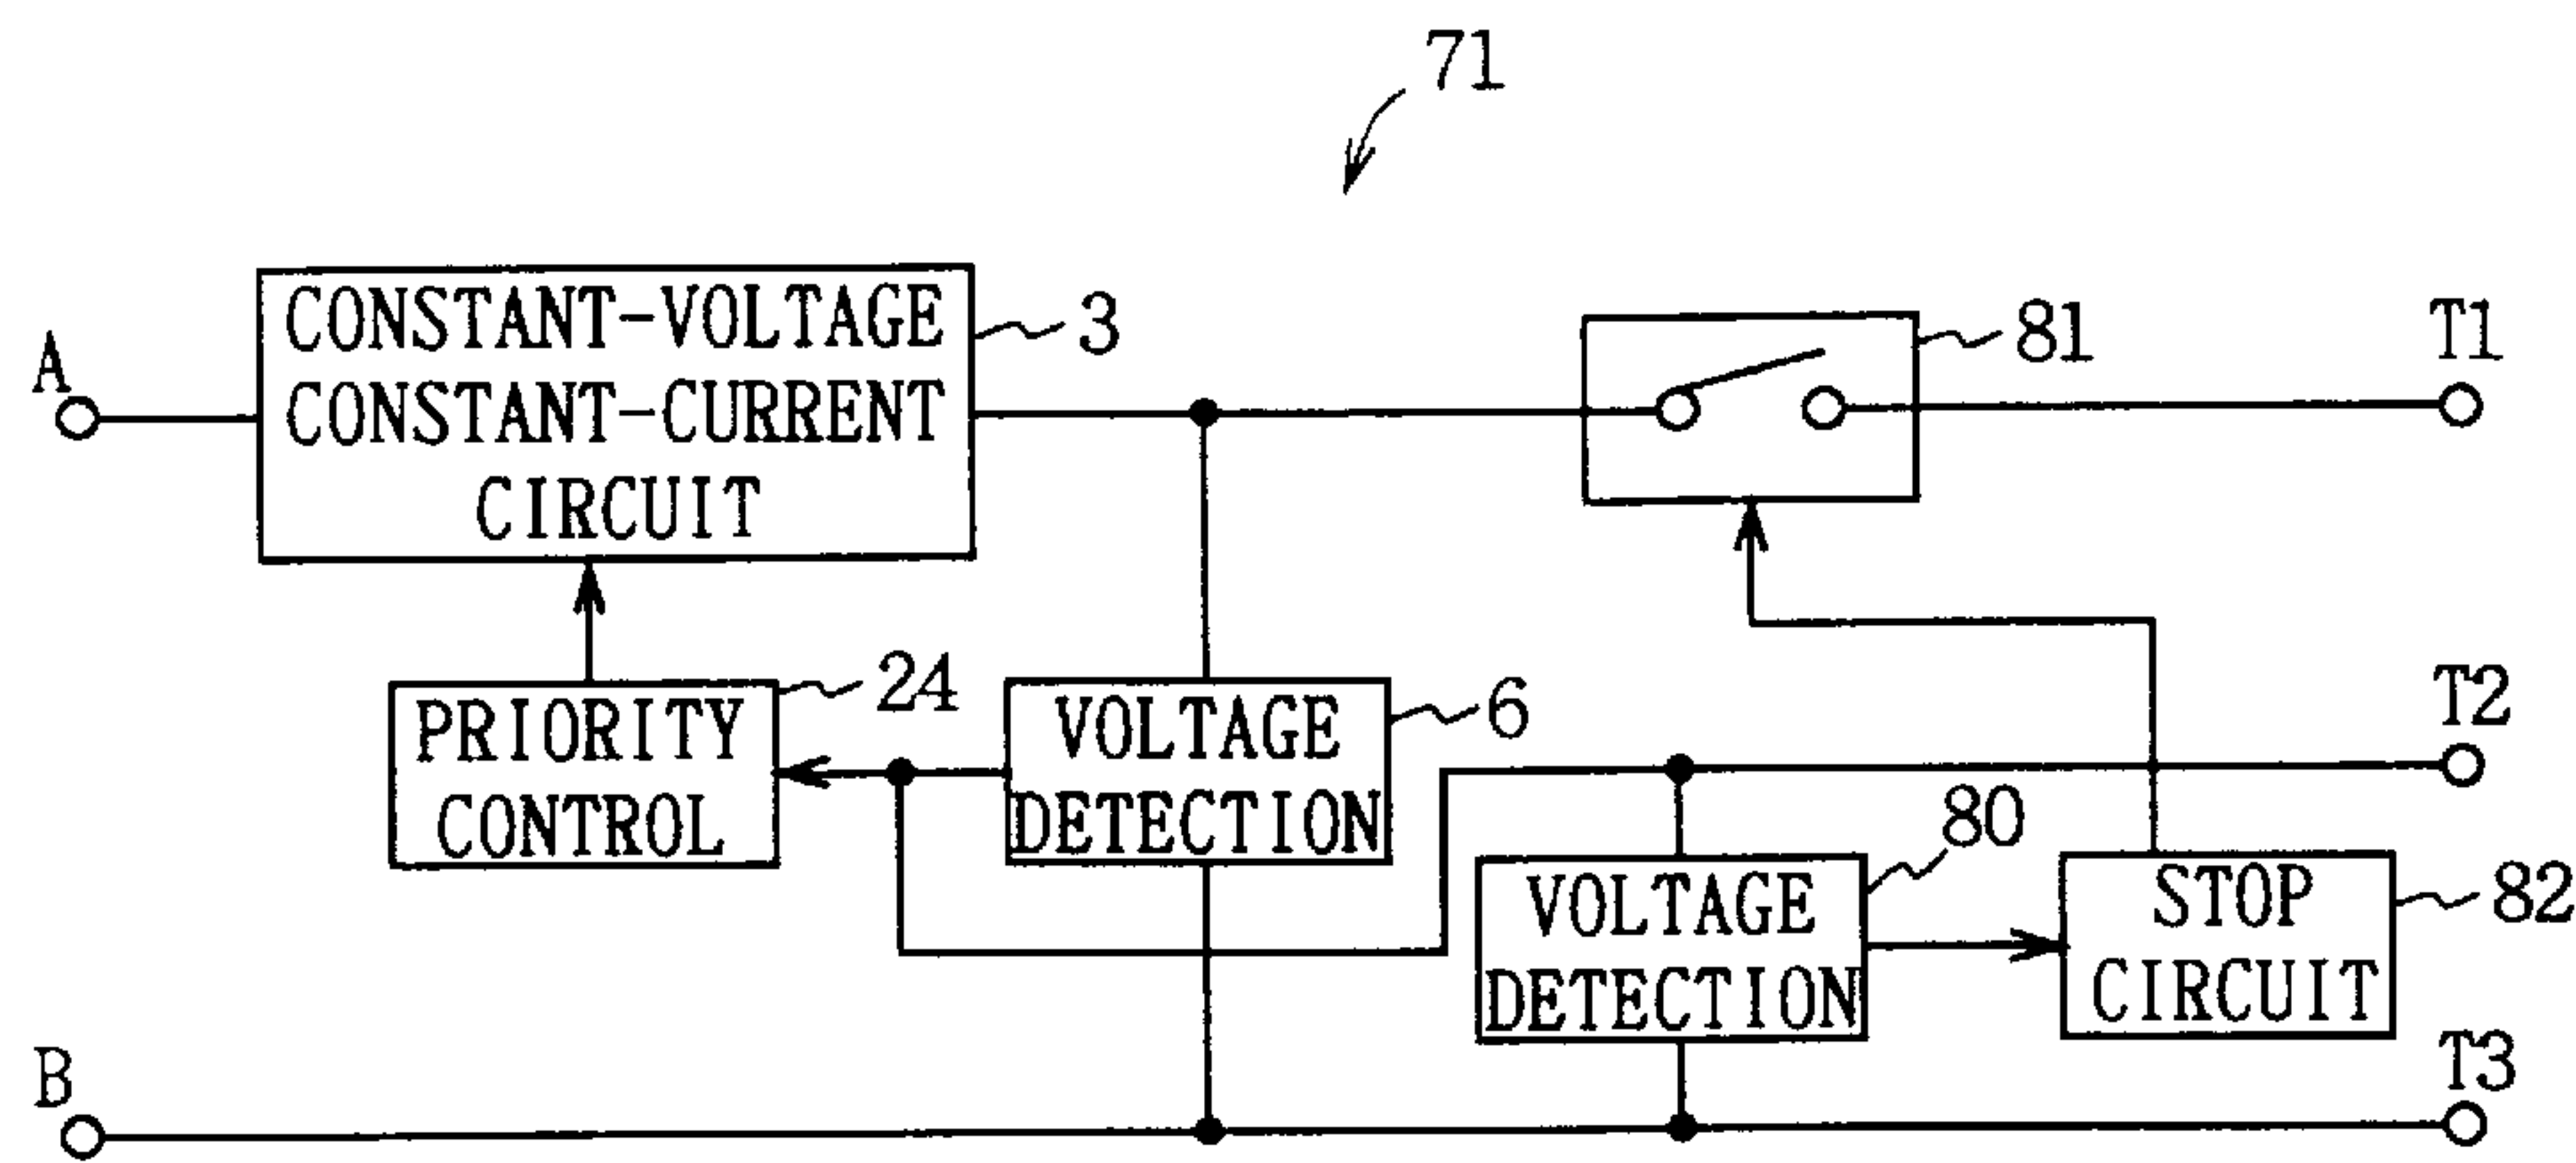 71
A
CONSTANT-VOLTAGE
CONSTANT-CURRENT
CIRCUIT
3
81
T1
PRIORITY
CONTROL
24
VOLTAGE
DETECTION
6
T2
VOLTAGE
DETECTION
80
STOP
CIRCUIT
82
B
T3